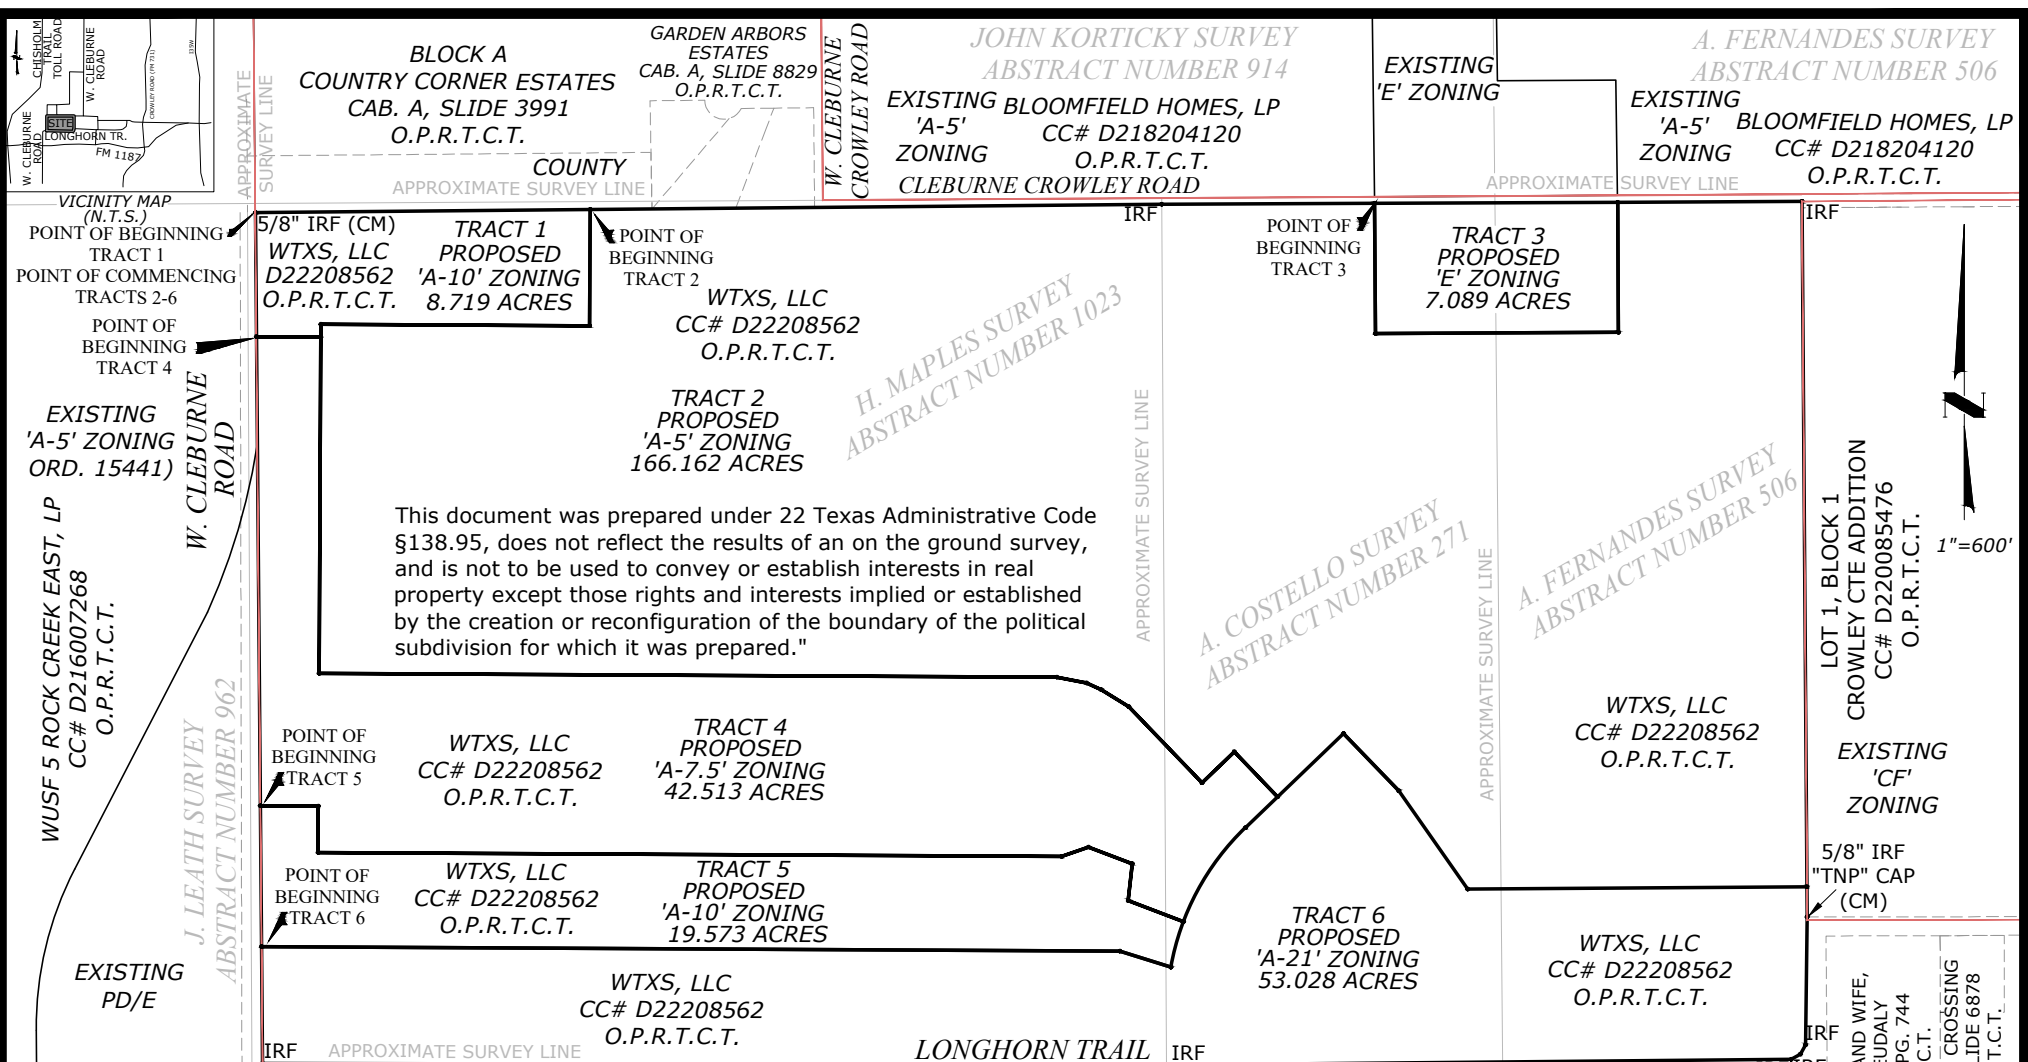 CHISHOLM
TRAIL
TOLL ROAD
W. CLEBURNE
ROAD
CROWLEY ROAD (FM 731)
I35W
SITE
LONGHORN TR.
FM 1187
W. CLEBURNE
ROAD
VICINITY MAP
(N.T.S.)
APPROXIMATE
SURVEY LINE
BLOCK A
COUNTRY CORNER ESTATES
CAB. A, SLIDE 3991
O.P.R.T.C.T.
COUNTY
APPROXIMATE SURVEY LINE
GARDEN ARBORS
ESTATES
CAB. A, SLIDE 8829
O.P.R.T.C.T.
W. CLEBURNE
CROWLEY ROAD
JOHN KORTICKY SURVEY
ABSTRACT NUMBER 914
EXISTING
'A-5'
ZONING
BLOOMFIELD HOMES, LP
CC# D218204120
O.P.R.T.C.T.
CLEBURNE CROWLEY ROAD
EXISTING
'E' ZONING
A. FERNANDES SURVEY
ABSTRACT NUMBER 506
EXISTING
'A-5'
ZONING
BLOOMFIELD HOMES, LP
CC# D218204120
O.P.R.T.C.T.
APPROXIMATE SURVEY LINE
POINT OF BEGINNING
TRACT 1
POINT OF COMMENCING
TRACTS 2-6
POINT OF
BEGINNING
TRACT 4
5/8" IRF (CM)
WTXS, LLC
D22208562
O.P.R.T.C.T.
TRACT 1
PROPOSED
'A-10' ZONING
8.719 ACRES
POINT OF
BEGINNING
TRACT 2
WTXS, LLC
CC# D22208562
O.P.R.T.C.T.
IRF
POINT OF
BEGINNING
TRACT 3
TRACT 3
PROPOSED
'E' ZONING
7.089 ACRES
IRF
H. MAPLES SURVEY
ABSTRACT NUMBER 1023
TRACT 2
PROPOSED
'A-5' ZONING
166.162 ACRES
EXISTING
'A-5' ZONING
ORD. 15441)
W. CLEBURNE
ROAD
WUSF 5 ROCK CREEK EAST, LP
CC# D216007268
O.P.R.T.C.T.
This document was prepared under 22 Texas Administrative Code
§138.95, does not reflect the results of an on the ground survey,
and is not to be used to convey or establish interests in real
property except those rights and interests implied or established
by the creation or reconfiguration of the boundary of the political
subdivision for which it was prepared."
APPROXIMATE SURVEY LINE
A. COSTELLO SURVEY
ABSTRACT NUMBER 271
APPROXIMATE SURVEY LINE
A. FERNANDES SURVEY
ABSTRACT NUMBER 506
N
1"=600'
LOT 1, BLOCK 1
CROWLEY CTE ADDITION
CC# D220085476
O.P.R.T.C.T.
EXISTING
'CF'
ZONING
WTXS, LLC
CC# D22208562
O.P.R.T.C.T.
J. LEATH SURVEY
ABSTRACT NUMBER 962
POINT OF
BEGINNING
TRACT 5
WTXS, LLC
CC# D22208562
O.P.R.T.C.T.
TRACT 4
PROPOSED
'A-7.5' ZONING
42.513 ACRES
POINT OF
BEGINNING
TRACT 6
WTXS, LLC
CC# D22208562
O.P.R.T.C.T.
TRACT 5
PROPOSED
'A-10' ZONING
19.573 ACRES
5/8" IRF
"TNP" CAP
(CM)
TRACT 6
PROPOSED
'A-21' ZONING
53.028 ACRES
WTXS, LLC
CC# D22208562
O.P.R.T.C.T.
EXISTING
PD/E
WTXS, LLC
CC# D22208562
O.P.R.T.C.T.
IRF
APPROXIMATE SURVEY LINE
LONGHORN TRAIL
IRF
IRF
AND WIFE,
EUDALY
PG. 744
C.T.
CROSSING
LIDE 6878
T.C.T.